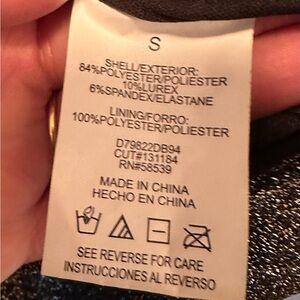 S
SHELL/EXTERIOR:
84%POLYESTER/POLIESTER
10%LUREX
6%SPANDEX/ELASTANE
LINING/FORRO:
100%POLYESTER/POLIESTER
D79822DB94
CUT#131184
RN#58539
MADE IN CHINA
HECHO EN CHINA
SEE REVERSE FOR CARE
INSTRUCCIONES AL REVERSO